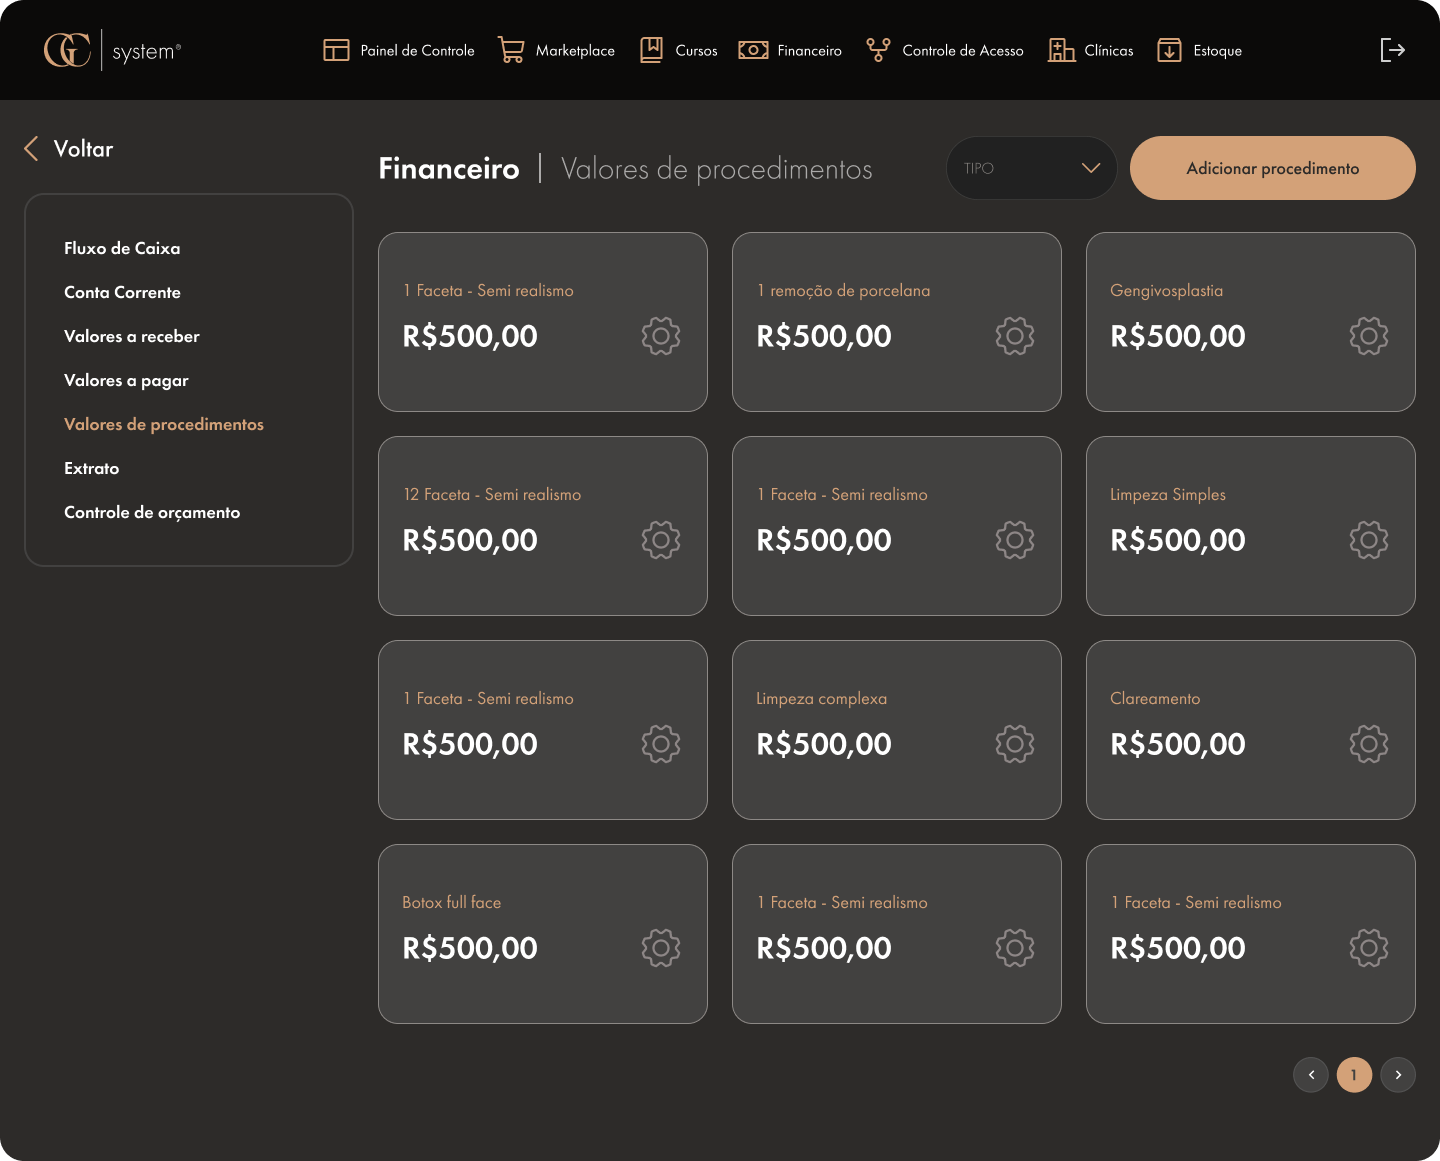 GC system®
Painel de Controle
Marketplace
Cursos
Financeiro
Controle de Acesso
Clínicas
Estoque
Voltar
Fluxo de Caixa
Conta Corrente
Valores a receber
Valores a pagar
Valores de procedimentos
Extrato
Controle de orçamento
Financeiro | Valores de procedimentos
TIPO
Adicionar procedimento
1 Faceta - Semi realismo
R$500,00
1 remoção de porcelana
R$500,00
Gengivosplastia
R$500,00
12 Faceta - Semi realismo
R$500,00
1 Faceta - Semi realismo
R$500,00
Limpeza Simples
R$500,00
1 Faceta - Semi realismo
R$500,00
Limpeza complexa
R$500,00
Clareamento
R$500,00
Botox full face
R$500,00
1 Faceta - Semi realismo
R$500,00
1 Faceta - Semi realismo
R$500,00
1